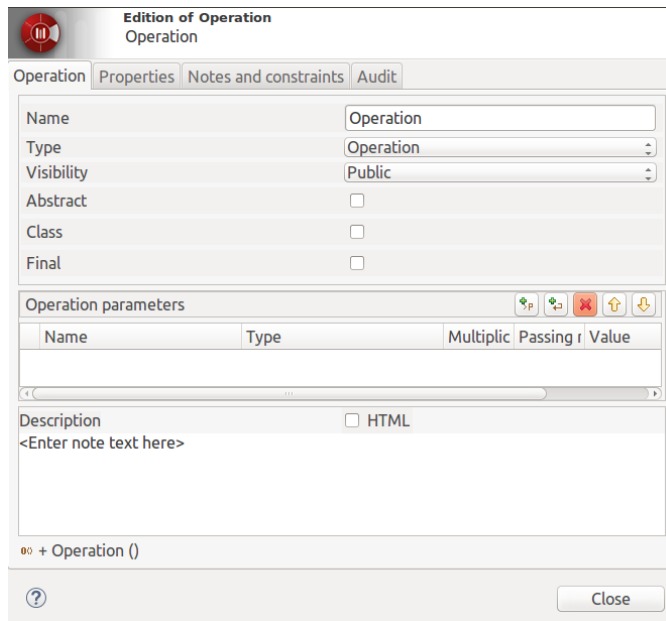 Edition of Operation
Operation
Operation Properties Notes and constraints Audit
Name Operation
Type Operation
Visibility Public
Abstract
Class
Final
Operation parameters
Name Type Multiplic Passing r Value
Description HTML
<Enter note text here>
+ Operation ()
? Close